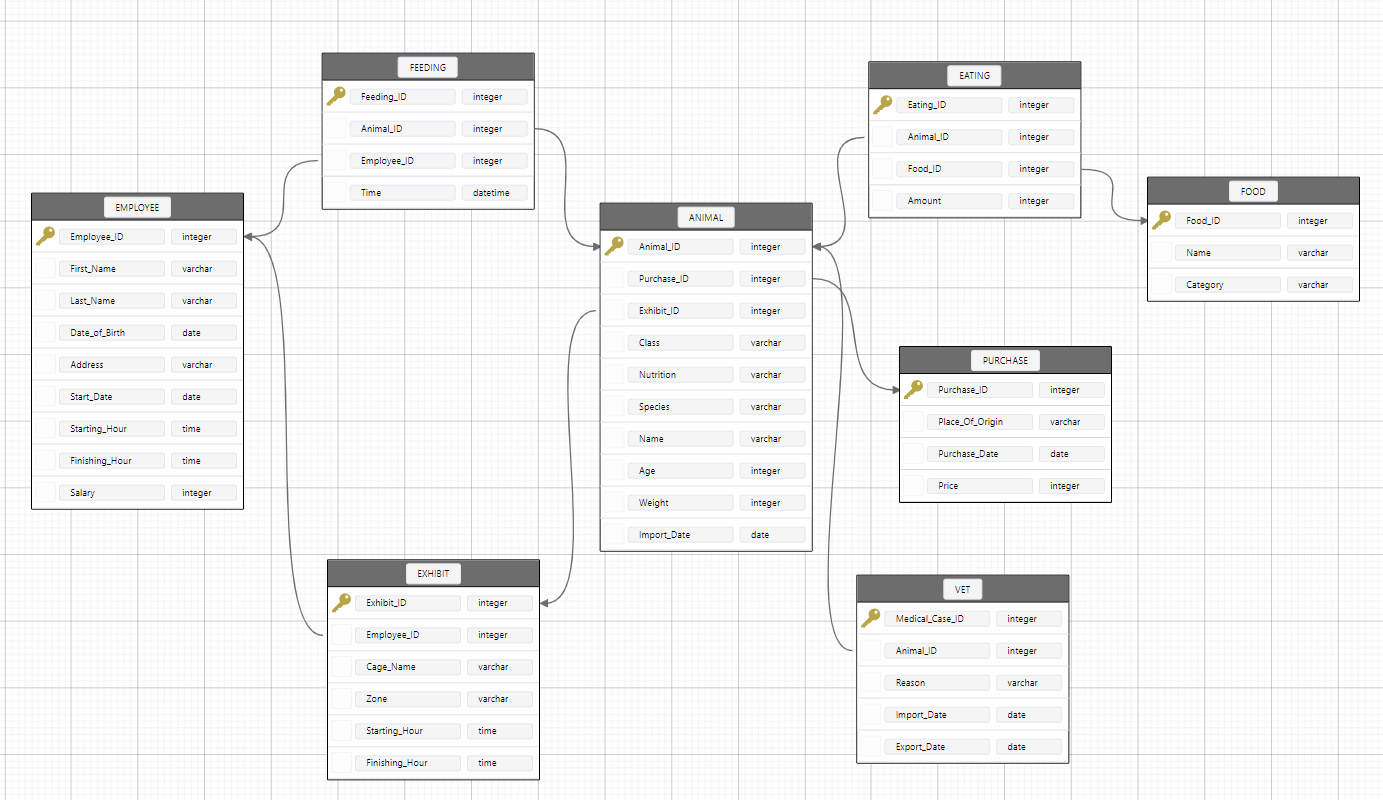 FEEDING
Feeding_ID integer
Animal_ID integer
Employee_ID integer
Time datetime
EATING
Eating_ID integer
Animal_ID integer
Food_ID integer
Amount integer
FOOD
Food_ID integer
Name varchar
Category varchar
EMPLOYEE
Employee_ID integer
First_Name varchar
Last_Name varchar
Date_of_Birth date
Address varchar
Start_Date date
Starting_Hour time
Finishing_Hour time
Salary integer
ANIMAL
Animal_ID integer
Purchase_ID integer
Exhibit_ID integer
Class varchar
Nutrition varchar
Species varchar
Name varchar
Age integer
Weight integer
Import_Date date
PURCHASE
Purchase_ID integer
Place_Of_Origin varchar
Purchase_Date date
Price integer
EXHIBIT
Exhibit_ID integer
Employee_ID integer
Cage_Name varchar
Zone varchar
Starting_Hour time
Finishing_Hour time
VET
Medical_Case_ID integer
Animal_ID integer
Reason varchar
Import_Date date
Export_Date date